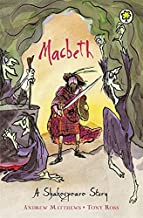 Macbeth
A Shakespeare Story
ANDREW MATTHEWS • TONY ROSS